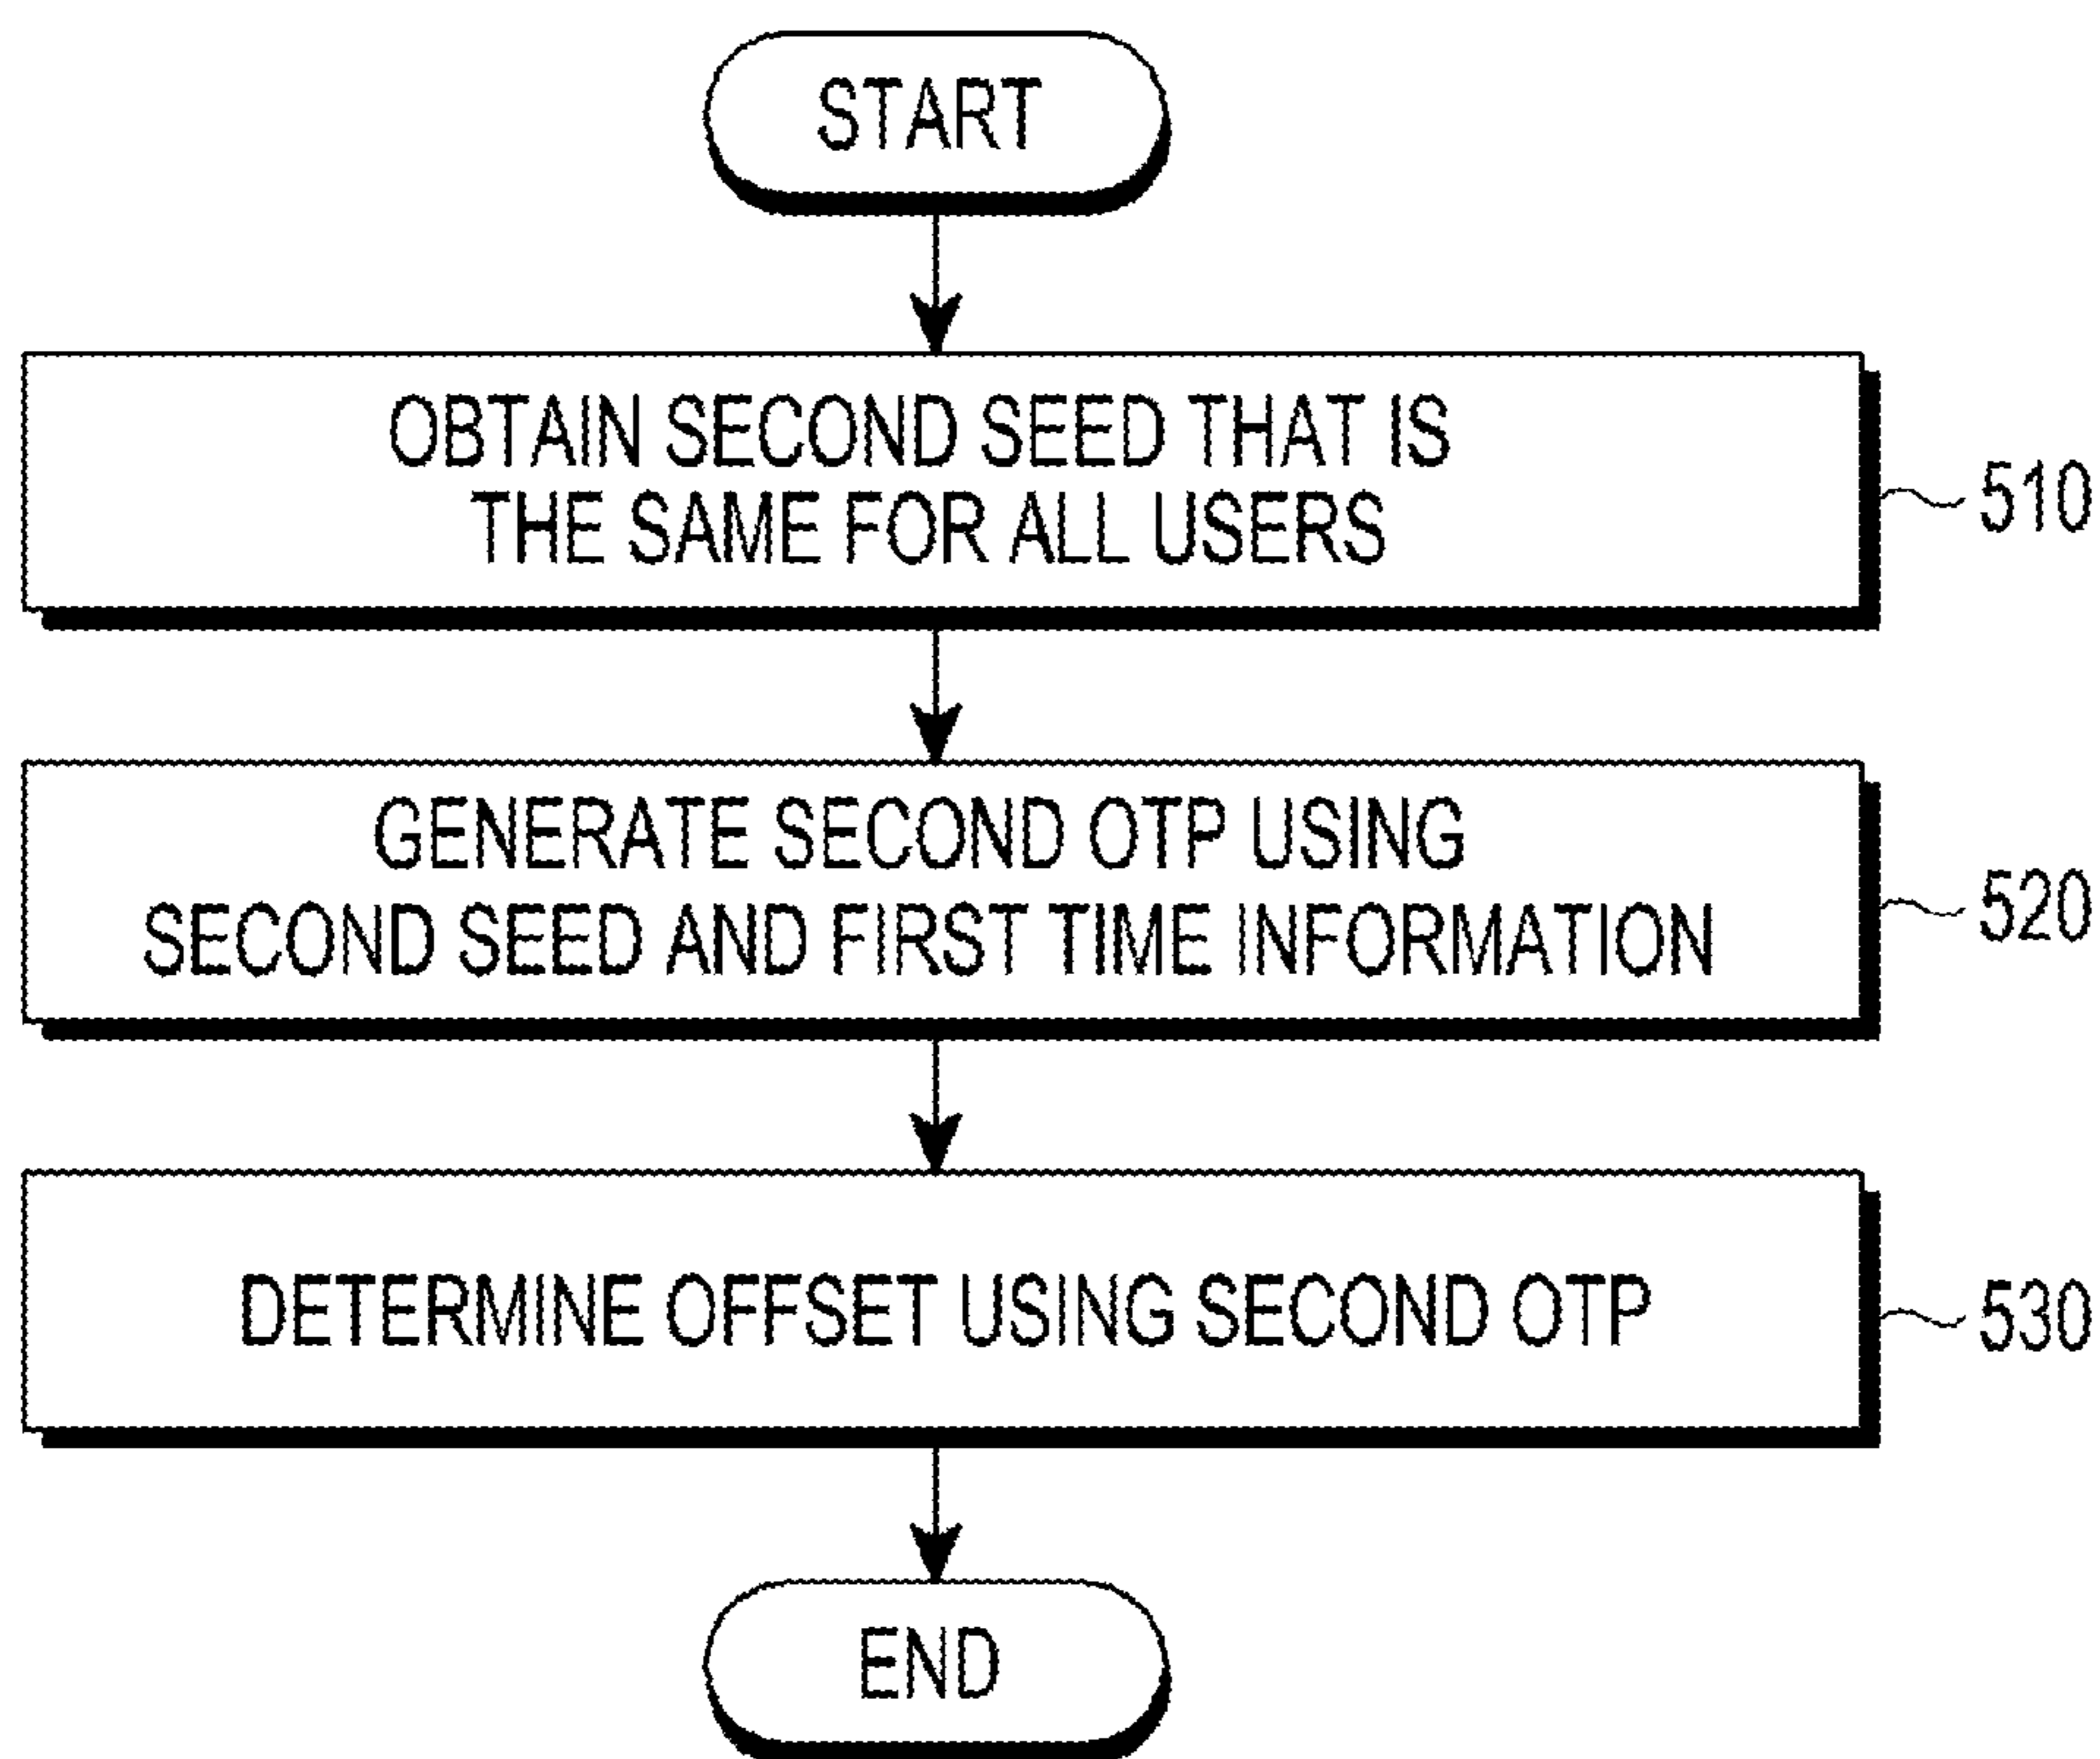 START
OBTAIN SECOND SEED THAT IS
THE SAME FOR ALL USERS
510
GENERATE SECOND OTP USING
SECOND SEED AND FIRST TIME INFORMATION
520
DETERMINE OFFSET USING SECOND OTP
530
END